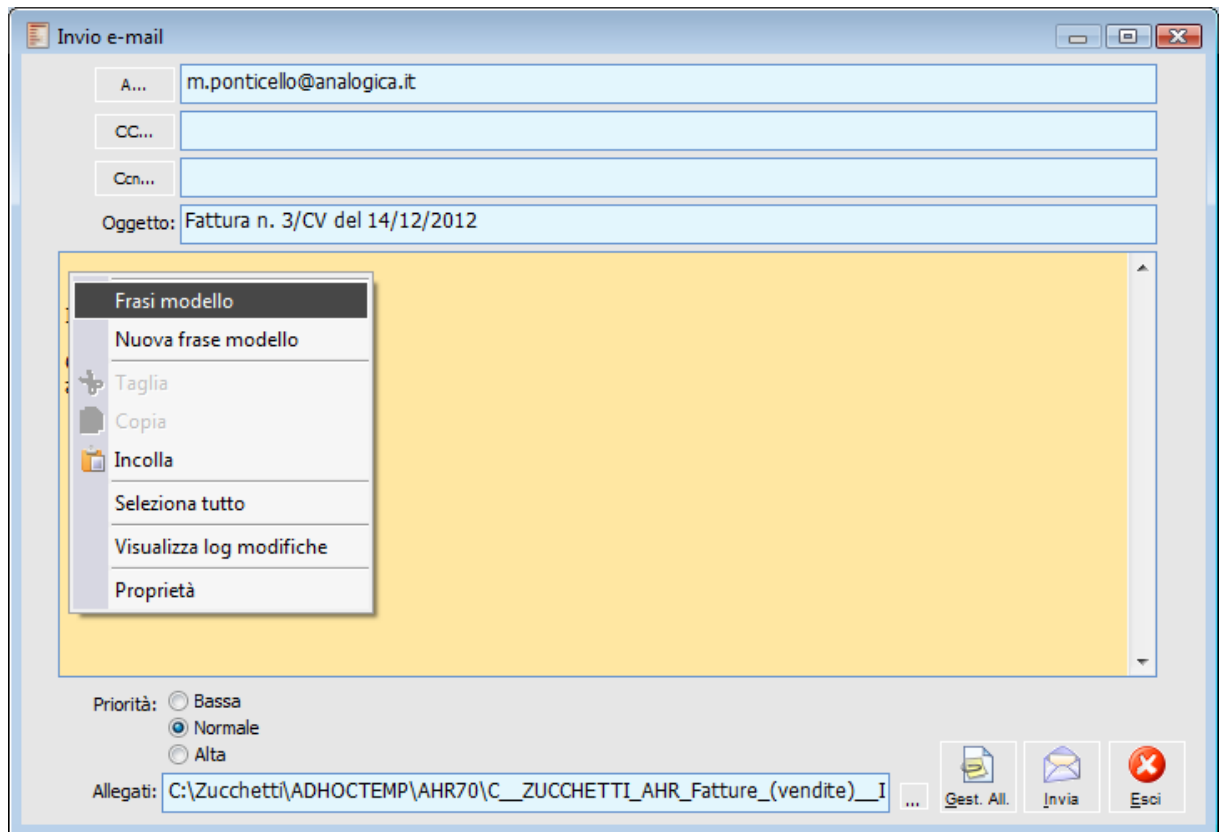 Invio e-mail
A... m.ponticello@analogica.it
CC...
Ccn...
Oggetto: Fattura n. 3/CV del 14/12/2012
Frasi modello
Nuova frase modello
Taglia
Copia
Incolla
Seleziona tutto
Visualizza log modifiche
Proprietà
Priorità: Bassa
Normale
Alta
Allegati: C:\Zucchetti\ADHOCTEMP\AHR70\C__ZUCCHETTI_AHR_Fatture_(vendite)__I ... Gest. All. Invia Esci